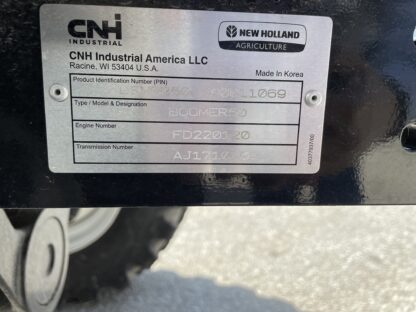 CNH
INDUSTRIAL
NEW HOLLAND
AGRICULTURE
CNH Industrial America LLC
Racine, WI 53404 U.S.A.
Made In Korea
Product Identification Number (PIN)
Type / Model & Designation
BOOMER50
Engine Number
Transmission Number